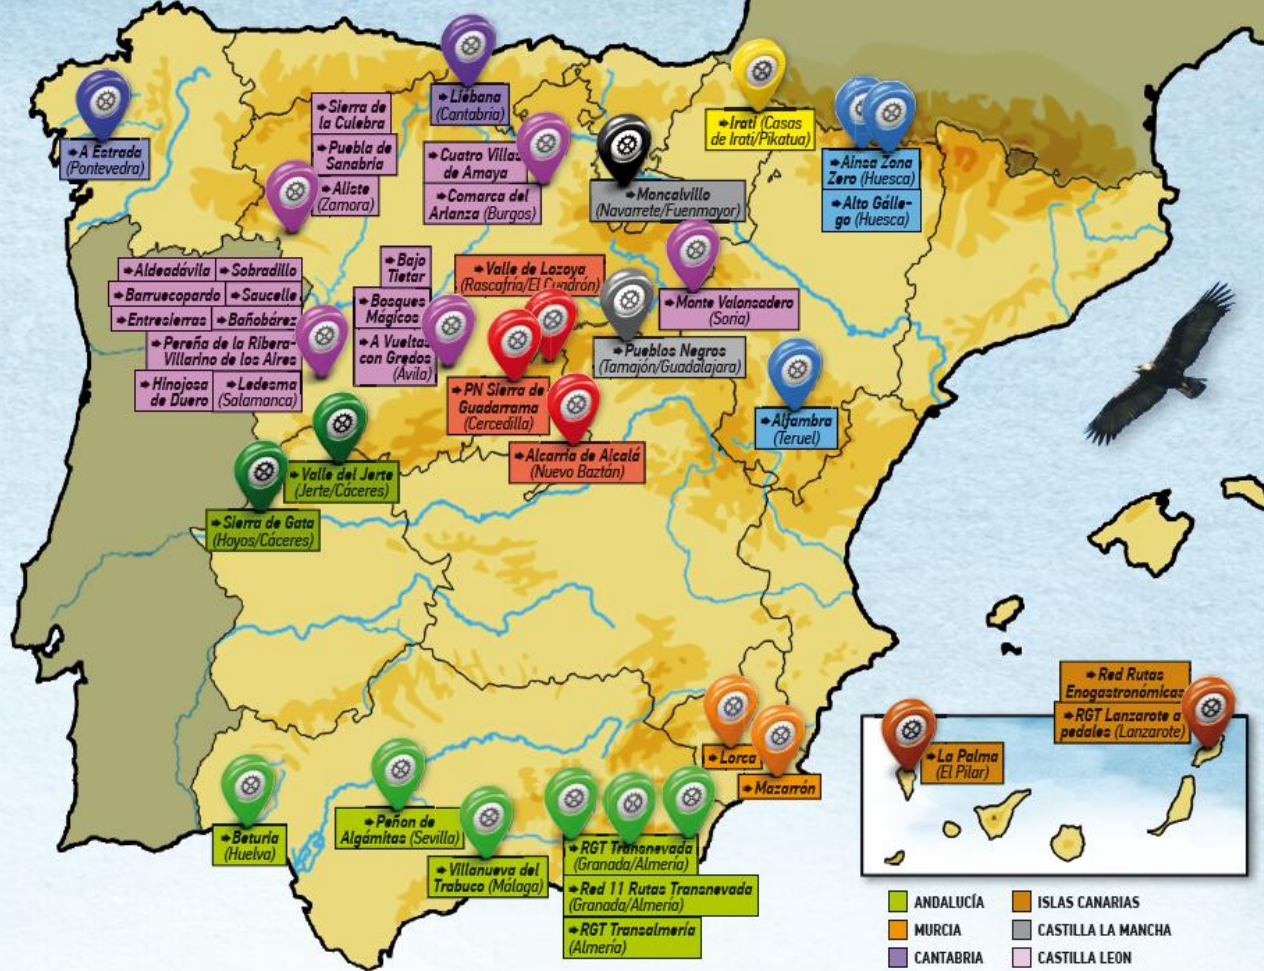 ➜Liébana
(Cantabria)
➜A Estrada
(Pontevedra)
➜Sierra de
la Culebra
➜Puebla de
Sanabria
➜Aliste
(Zamora)
➜Cuatro Villas
de Amaya
➜Comarca del
Arlanza (Burgos)
➜Moncalvillo
(Navarrete/Fuenmayor)
➜Irati (Casas
de Irati/Pikatua)
➜Ainsa Zona
Zero (Huesca)
➜Alto Gálle-
go (Huesca)
➜Aldeadávila ➜Sobradillo
➜Barruecopardo ➜Saucelle
➜Entresierras ➜Bañobárez
➜Pereña de la Ribera-
Villarino de los Aires
➜Hinojosa
de Duero
➜Ledesma
(Salamanca)
➜Bajo
Tietar
➜Bosques
Mágicos
➜A Vueltas
con Gredos
(Ávila)
➜Valle de Lozoya
(Rascafría/El Cuadrón)
➜Monte Valonsadero
(Soria)
➜Pueblos Negros
(Tamajón/Guadalajara)
➜PN Sierra de
Guadarrama
(Cercedilla)
➜Alfambra
(Teruel)
➜Alcarria de Alcalá
(Nuevo Baztán)
➜Valle del Jerte
(Jerte/Cáceres)
➜Sierra de Gata
(Hoyos/Cáceres)
➜Red Rutas
Enogastronómicas
➜RGT Lanzarote a
pedales (Lanzarote)
➜La Palma
(El Pilar)
➜Lorca
➜Mazarrón
➜Beturia
(Huelva)
➜Peñon de
Algámitas (Sevilla)
➜Villanueva del
Trabuco (Málaga)
➜RGT Transnevada
(Granada/Almería)
➜Red 11 Rutas Transnevada
(Granada/Almería)
➜RGT Transalmería
(Almería)
ANDALUCÍA
ISLAS CANARIAS
MURCIA
CASTILLA LA MANCHA
CANTABRIA
CASTILLA LEON